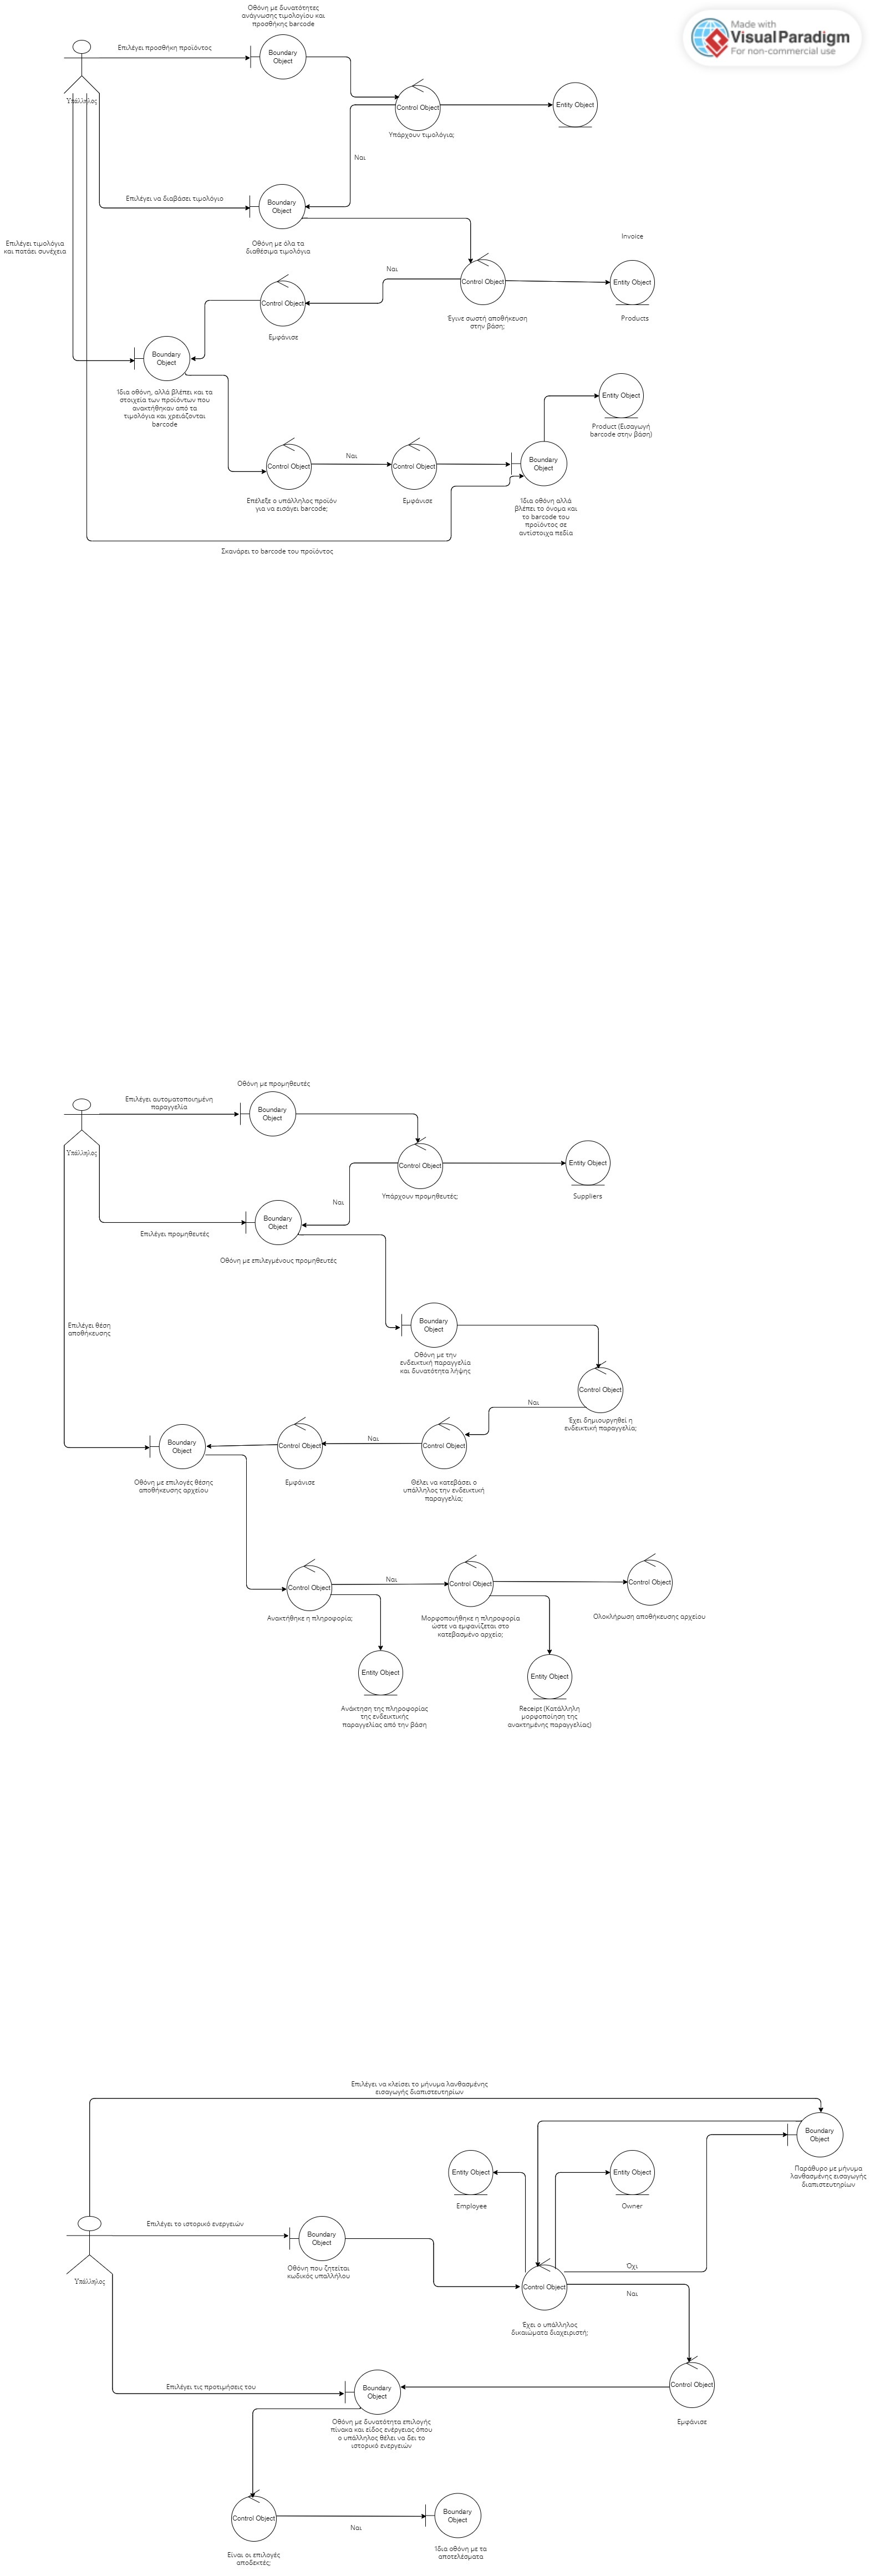 Οθόνη με δυνατότητες
ανάγνωσης τιμολογίου και
προσθήκης barcode
Made with
Visual Paradigm
For non-commercial use
Επιλέγει προσθήκη προϊόντος
Boundary
Object
Υπάλληλος
Control Object
Entity Object
Υπάρχουν τιμολόγια;
Ναι
Επιλέγει να διαβάσει τιμολόγιο
Boundary
Object
Επιλέγει τιμολόγια
και πατάει συνέχεια
Οθόνη με όλα τα
διαθέσιμα τιμολόγια
Invoice
Ναι
Control Object
Entity Object
Control Object
Έγινε σωστή αποθήκευση
στην βάση;
Products
Εμφάνισε
Boundary
Object
Ίδια οθόνη, αλλά βλέπει και τα
στοιχεία των προϊόντων που
ανακτήθηκαν από τα
τιμολόγια και χρειάζονται
barcode
Entity Object
Product (Εισαγωγή
barcode στην βάση)
Ναι
Control Object
Control Object
Boundary
Object
Επέλεξε ο υπάλληλος προϊόν
για να εισάγει barcode;
Εμφάνισε
Ίδια οθόνη αλλά
βλέπει το όνομα και
το barcode του
προϊόντος σε
αντίστοιχα πεδία
Σκανάρει το barcode του προϊόντος
Οθόνη με προμηθευτές
Επιλέγει αυτοματοποιημένη
παραγγελία
Boundary
Object
Υπάλληλος
Control Object
Entity Object
Υπάρχουν προμηθευτές;
Suppliers
Ναι
Επιλέγει προμηθευτές
Boundary
Object
Οθόνη με επιλεγμένους προμηθευτές
Επιλέγει θέση
αποθήκευσης
Boundary
Object
Οθόνη με την
ενδεικτική παραγγελία
και δυνατότητα λήψης
Control Object
Ναι
Έχει δημιουργηθεί η
ενδεικτική παραγγελία;
Boundary
Object
Control Object
Ναι
Control Object
Οθόνη με επιλογές θέσης
αποθήκευσης αρχείου
Εμφάνισε
Θέλει να κατεβάσει ο
υπάλληλος την ενδεικτική
παραγγελία;
Control Object
Ναι
Control Object
Control Object
Ανακτήθηκε η πληροφορία;
Μορφοποιήθηκε η πληροφορία
ώστε να εμφανίζεται στο
κατεβασμένο αρχείο;
Ολοκλήρωση αποθήκευσης αρχείου
Entity Object
Entity Object
Ανάκτηση της πληροφορίας
της ενδεικτικής
παραγγελίας από την βάση
Receipt (Κατάλληλη
μορφοποίηση της
ανακτημένης παραγγελίας)
Επιλέγει να κλείσει το μήνυμα λανθασμένης
εισαγωγής διαπιστευτηρίων
Boundary
Object
Παράθυρο με μήνυμα
λανθασμένης εισαγωγής
διαπιστευτηρίων
Entity Object
Entity Object
Employee
Owner
Επιλέγει το ιστορικό ενεργειών
Boundary
Object
Οθόνη που ζητείται
κωδικός υπαλλήλου
Υπάλληλος
Όχι
Control Object
Ναι
Έχει ο υπάλληλος
δικαιώματα διαχειριστή;
Επιλέγει τις προτιμήσεις του
Boundary
Object
Control Object
Εμφάνισε
Οθόνη με δυνατότητα επιλογής
πίνακα και είδος ενέργειας όπου
ο υπάλληλος θέλει να δει το
ιστορικό ενεργειών
Control Object
Ναι
Boundary
Object
Είναι οι επιλογές
αποδεκτές;
Ίδια οθόνη με τα
αποτελέσματα